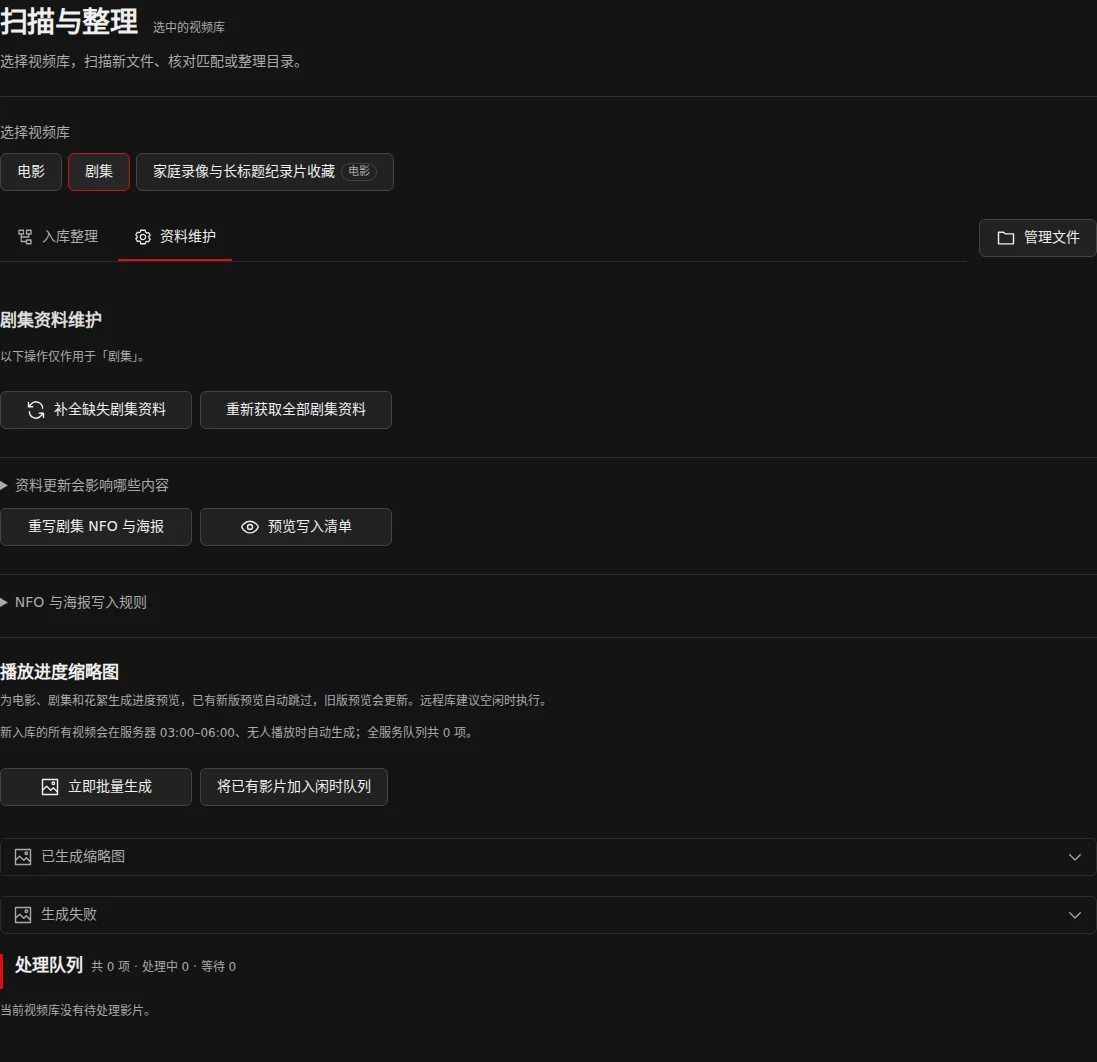 扫描与整理 选中的视频库
选择视频库，扫描新文件、核对匹配或整理目录。
选择视频库
电影 剧集 家庭录像与长标题纪录片收藏 电影
入库整理 资料维护 管理文件
剧集资料维护
以下操作仅作用于「剧集」。
补全缺失剧集资料 重新获取全部剧集资料
资料更新会影响哪些内容
重写剧集 NFO 与海报 预览写入清单
NFO 与海报写入规则
播放进度缩略图
为电影、剧集和花絮生成进度预览，已有新版预览自动跳过，旧版预览会更新。远程库建议空闲时执行。
新入库的所有视频会在服务器 03:00–06:00、无人播放时自动生成；全服务队列共 0 项。
立即批量生成 将已有影片加入闲时队列
已生成缩略图
生成失败
处理队列 共 0 项 · 处理中 0 · 等待 0
当前视频库没有待处理影片。